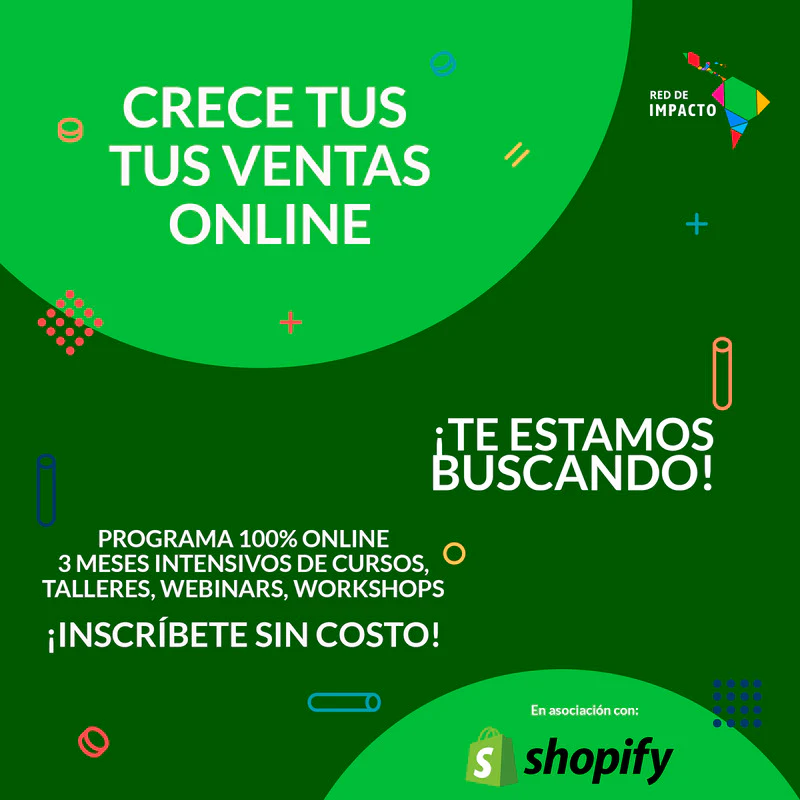 CRECE TUS
TUS VENTAS
ONLINE
RED DE
IMPACTO
¡TE ESTAMOS
BUSCANDO!
PROGRAMA 100% ONLINE
3 MESES INTENSIVOS DE CURSOS,
TALLERES, WEBINARS, WORKSHOPS
¡INSCRÍBETE SIN COSTO!
En asociación con:
S shopify